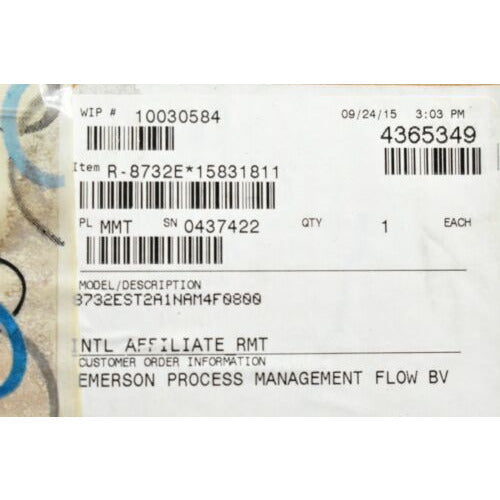 WIP # 10030584 09/24/15 3:03 PM
4365349
Item R-8732E*15831811
PL MMT SN 0437422 QTY 1 EACH
MODEL/DESCRIPTION
8732EST2A1NAM4F0800
INTL AFFILIATE RMT
CUSTOMER ORDER INFORMATION
EMERSON PROCESS MANAGEMENT FLOW BV